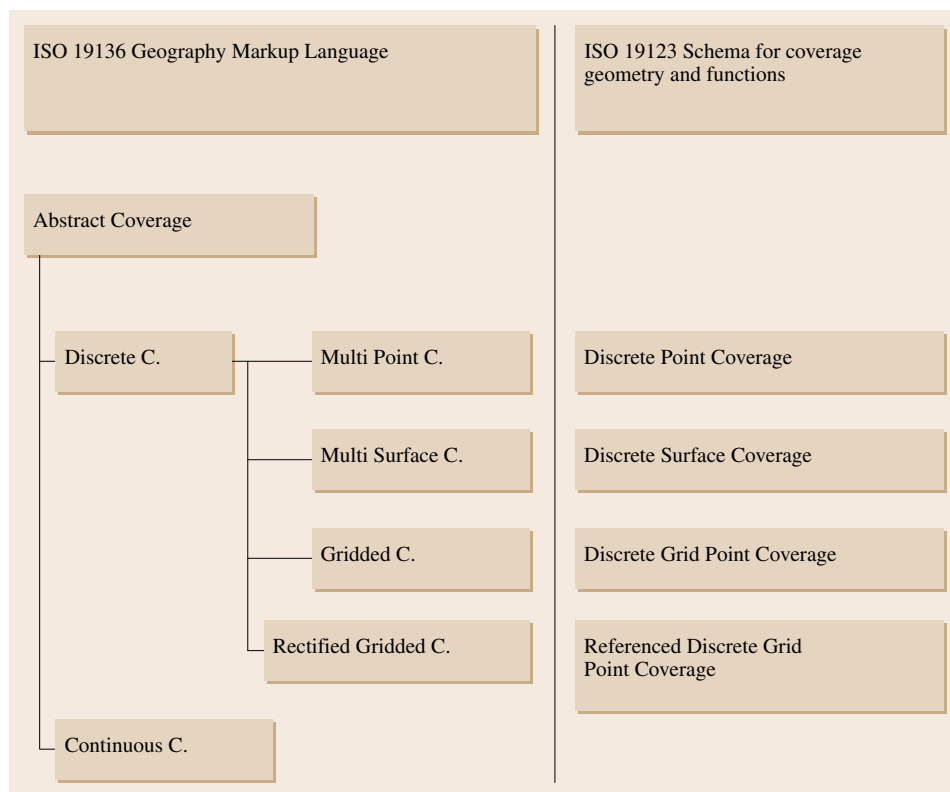 ISO 19136 Geography Markup Language
ISO 19123 Schema for coverage
geometry and functions
Abstract Coverage
Discrete C.
Multi Point C.
Discrete Point Coverage
Multi Surface C.
Discrete Surface Coverage
Gridded C.
Discrete Grid Point Coverage
Rectified Gridded C.
Referenced Discrete Grid
Point Coverage
Continuous C.